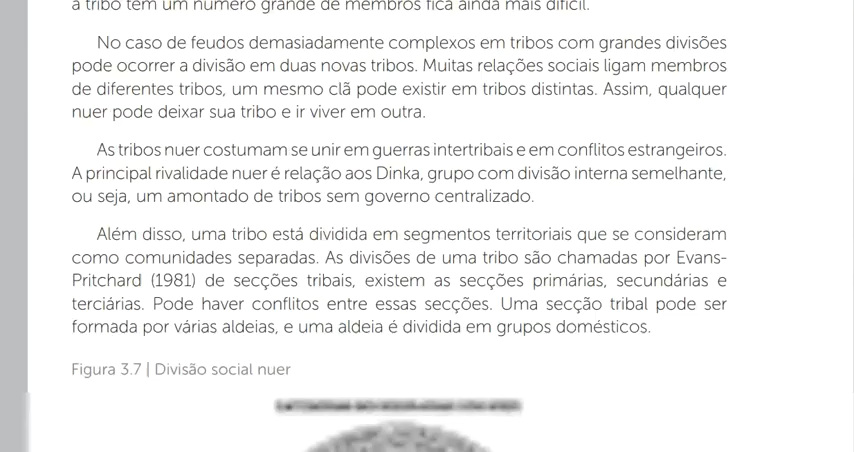 a tribo tem um número grande de membros fica ainda mais difícil.
No caso de feudos demasiadamente complexos em tribos com grandes divisões
pode ocorrer a divisão em duas novas tribos. Muitas relações sociais ligam membros
de diferentes tribos, um mesmo clã pode existir em tribos distintas. Assim, qualquer
nuer pode deixar sua tribo e ir viver em outra.
As tribos nuer costumam se unir em guerras intertribais e em conflitos estrangeiros.
A principal rivalidade nuer é relação aos Dinka, grupo com divisão interna semelhante,
ou seja, um amontado de tribos sem governo centralizado.
Além disso, uma tribo está dividida em segmentos territoriais que se consideram
como comunidades separadas. As divisões de uma tribo são chamadas por Evans-
Pritchard (1981) de secções tribais, existem as secções primárias, secundárias e
terciárias. Pode haver conflitos entre essas secções. Uma secção tribal pode ser
formada por várias aldeias, e uma aldeia é dividida em grupos domésticos.
Figura 3.7 | Divisão social nuer